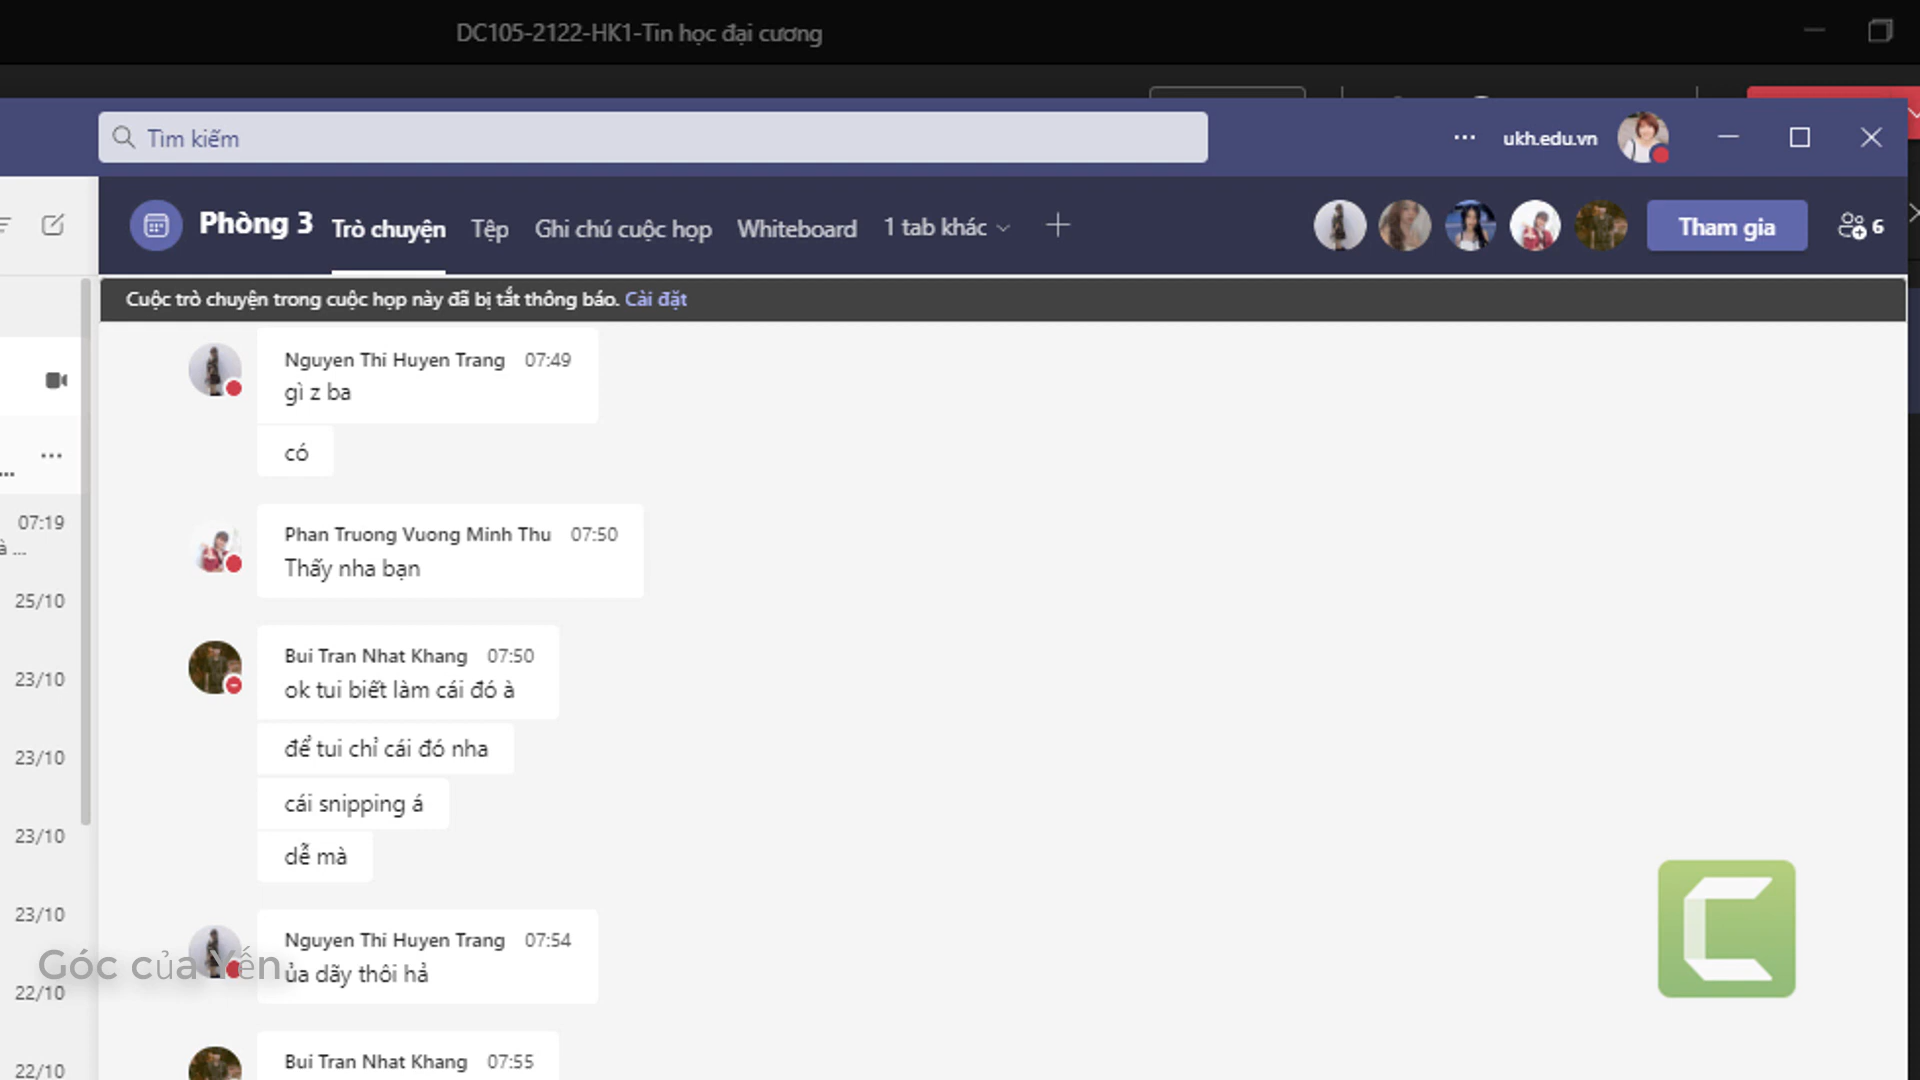 DC105-2122-HK1-Tin học đại cương
Tìm kiếm
ukh.edu.vn
Phòng 3
Trò chuyện
Tệp
Ghi chú cuộc họp
Whiteboard
1 tab khác
Tham gia
6
Cuộc trò chuyện trong cuộc họp này đã bị tắt thông báo. Cài đặt
Nguyen Thi Huyen Trang 07:49
gì z ba
có
Phan Truong Vuong Minh Thu 07:50
Thấy nha bạn
Bui Tran Nhat Khang 07:50
ok tui biết làm cái đó à
để tui chỉ cái đó nha
cái snipping á
dễ mà
Nguyen Thi Huyen Trang 07:54
ủa dãy thôi hả
Bui Tran Nhat Khang 07:55
...
07:19
à ...
25/10
23/10
23/10
23/10
23/10
22/10
22/10
Góc của Yến